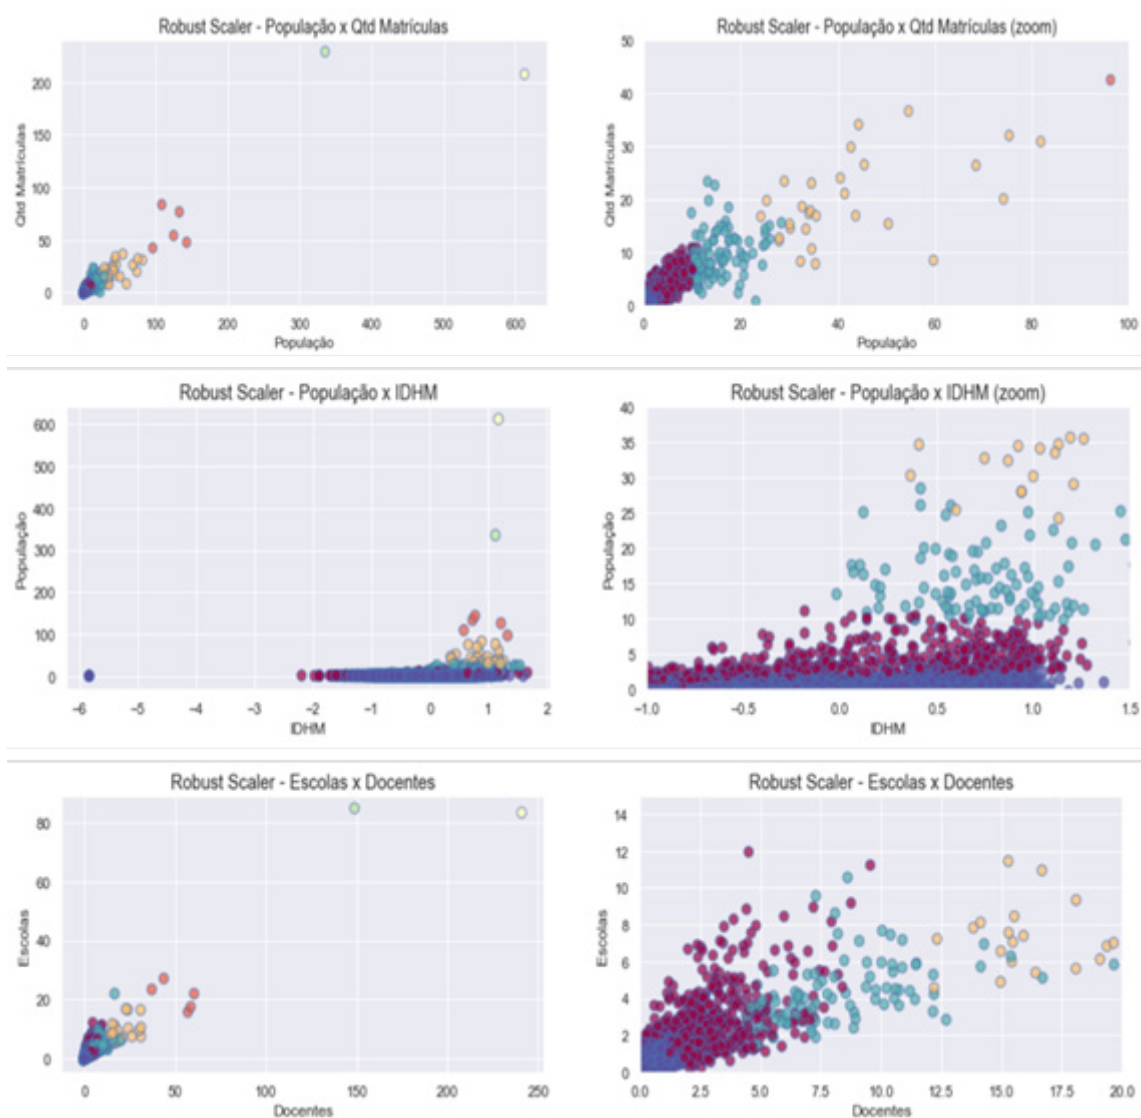 Robust Scaler - População x Qtd Matrículas
Qtd Matrículas
200
150
100
50
0
0 100 200 300 400 500 600
População
Robust Scaler - População x Qtd Matrículas (zoom)
Qtd Matrículas
50
40
30
20
10
0
0 20 40 60 80 100
População
Robust Scaler - População x IDHM
População
600
500
400
300
200
100
0
−6 −5 −4 −3 −2 −1 0 1 2
IDHM
Robust Scaler - População x IDHM (zoom)
População
40
35
30
25
20
15
10
5
0
−1.0 −0.5 0.0 0.5 1.0 1.5
IDHM
Robust Scaler - Escolas x Docentes
Escolas
80
60
40
20
0
0 50 100 150 200 250
Docentes
Robust Scaler - Escolas x Docentes
Escolas
14
12
10
8
6
4
2
0
0.0 2.5 5.0 7.5 10.0 12.5 15.0 17.5 20.0
Docentes